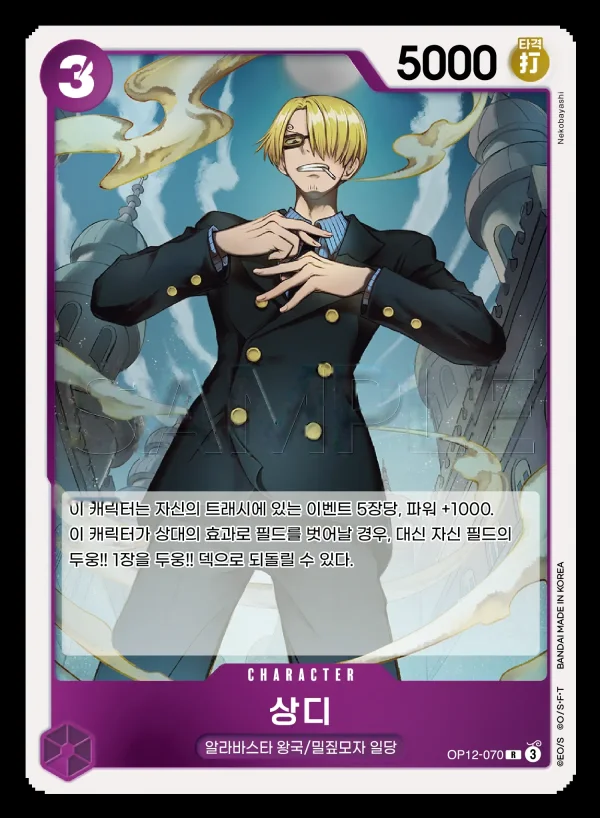 3
5000
타격
打
Nekobayashi
SAMPLE
이 캐릭터는 자신의 트래시에 있는 이벤트 5장당, 파워 +1000.
이 캐릭터가 상대의 효과로 필드를 벗어날 경우, 대신 자신 필드의
두웅!! 1장을 두웅!! 덱으로 되돌릴 수 있다.
CHARACTER
상디
알라바스타 왕국/밀짚모자 일당
OP12-070 R 3
©EO/S ©O/S·F·T BANDAI MADE IN KOREA